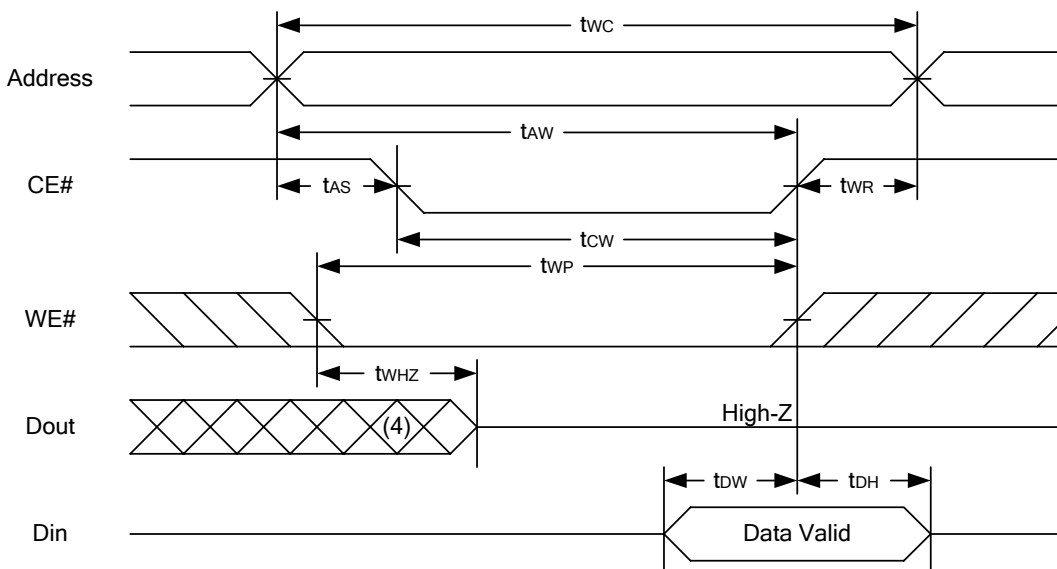 tWC
Address
tAW
CE#
tAS
tWR
tCW
tWP
WE#
tWHZ
Dout
(4)
High-Z
tDW
tDH
Din
Data Valid